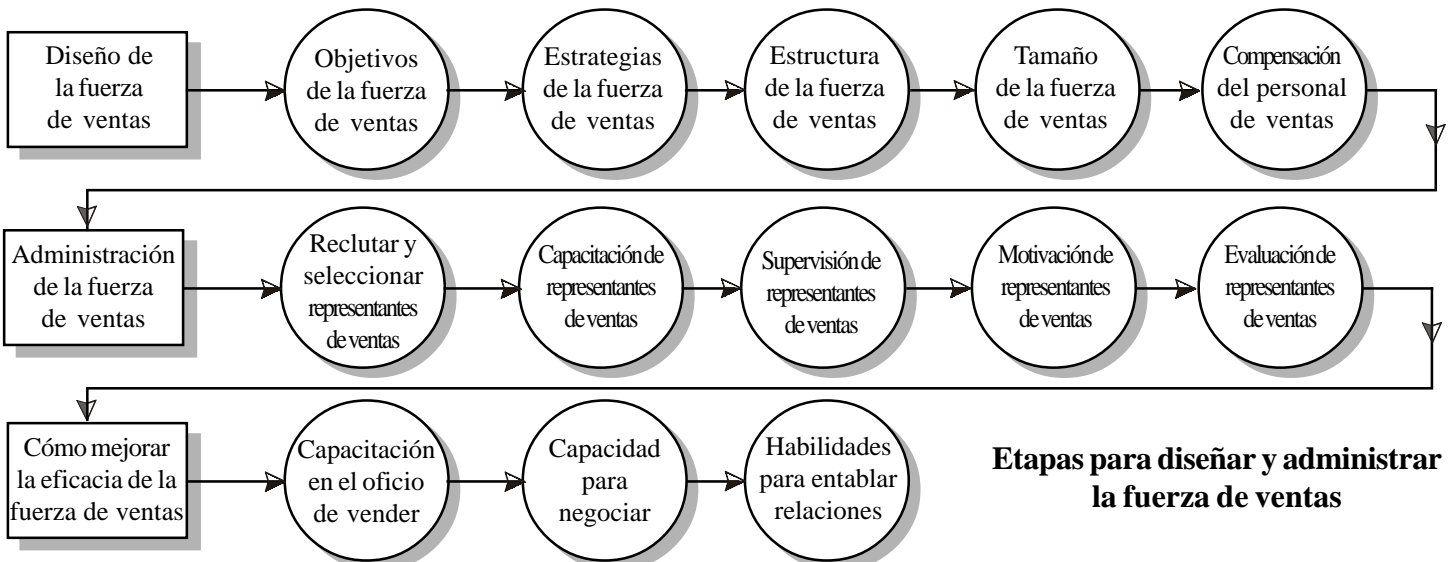 Diseño de
la fuerza
de ventas
Objetivos
de la fuerza
de ventas
Estrategias
de la fuerza
de ventas
Estructura
de la fuerza
de ventas
Tamaño
de la fuerza
de ventas
Compensación
del personal
de ventas
Administración
de la fuerza
de ventas
Reclutar y
seleccionar
representantes
de ventas
Capacitación de
representantes
de ventas
Supervisión de
representantes
de ventas
Motivación de
representantes
de ventas
Evaluación de
representantes
de ventas
Cómo mejorar
la eficacia de la
fuerza de ventas
Capacitación
en el oficio
de vender
Capacidad
para
negociar
Habilidades
para entablar
relaciones
Etapas para diseñar y administrar
la fuerza de ventas